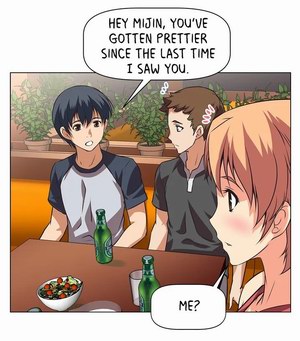 HEY MIJIN, YOU'VE
GOTTEN PRETTIER
SINCE THE LAST TIME
I SAW YOU.
ME?